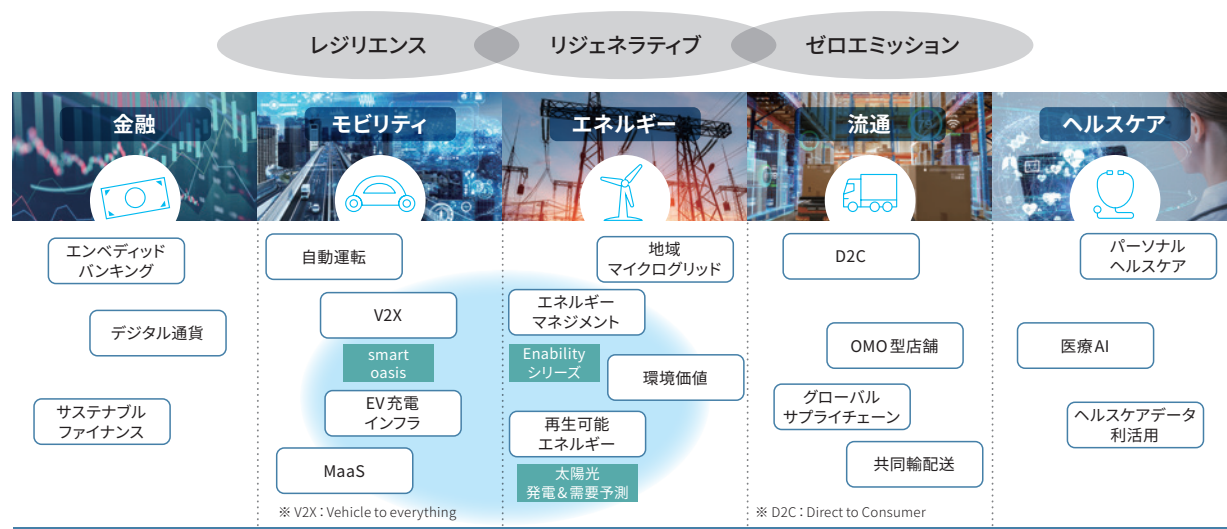 レジリエンス
リジェネラティブ
ゼロエミッション
金融
モビリティ
エネルギー
流通
ヘルスケア
エンベディッド
バンキング
デジタル通貨
サステナブル
ファイナンス
自動運転
V2X
smart
oasis
EV充電
インフラ
MaaS
※ V2X：Vehicle to everything
地域
マイクログリッド
エネルギー
マネジメント
Enability
シリーズ
環境価値
再生可能
エネルギー
太陽光
発電＆需要予測
D2C
OMO型店舗
グローバル
サプライチェーン
共同輸配送
※ D2C：Direct to Consumer
パーソナル
ヘルスケア
医療AI
ヘルスケアデータ
利活用